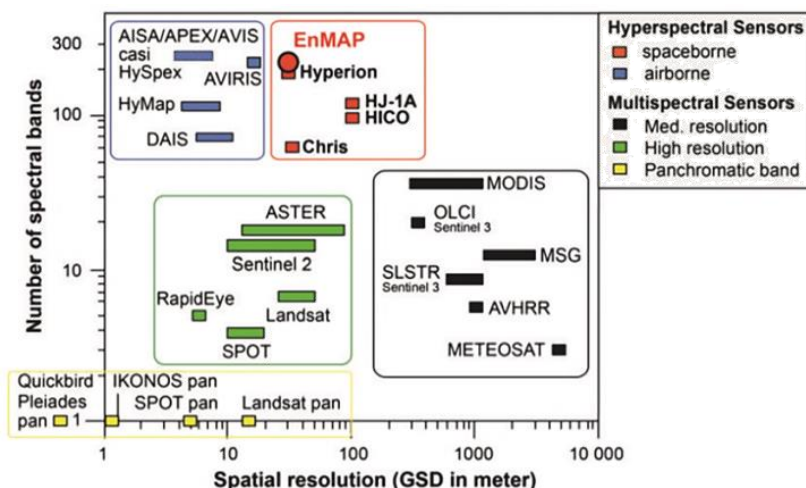 AISA/APEX/AVIS
casi
HySpex
AVIRIS
HyMap
DAIS
EnMAP
Hyperion
HJ-1A
HICO
Chris
Hyperspectral Sensors
spaceborne
airborne
Multispectral Sensors
Med. resolution
High resolution
Panchromatic band
Number of spectral bands
300
100
10
1
ASTER
Sentinel 2
RapidEye
Landsat
SPOT
MODIS
OLCI
Sentinel 3
MSG
SLSTR
Sentinel 3
AVHRR
METEOSAT
Quickbird
Pleiades
pan
IKONOS pan
SPOT pan
Landsat pan
1
10
100
1000
10 000
Spatial resolution (GSD in meter)